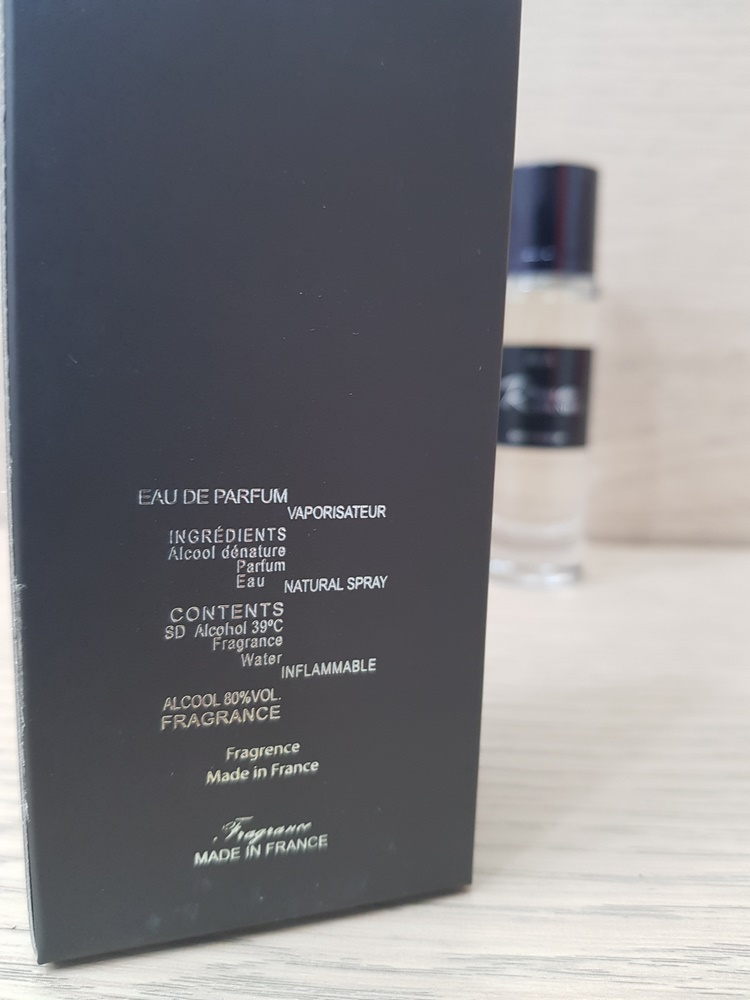 EAU DE PARFUM
VAPORISATEUR
INGRÉDIENTS
Alcool dénature
Parfum
Eau
NATURAL SPRAY
CONTENTS
SD Alcohol 39ºC
Fragrance
Water
INFLAMMABLE
ALCOOL 80%VOL.
FRAGRANCE
Fragrence
Made in France
Fragrance
MADE IN FRANCE